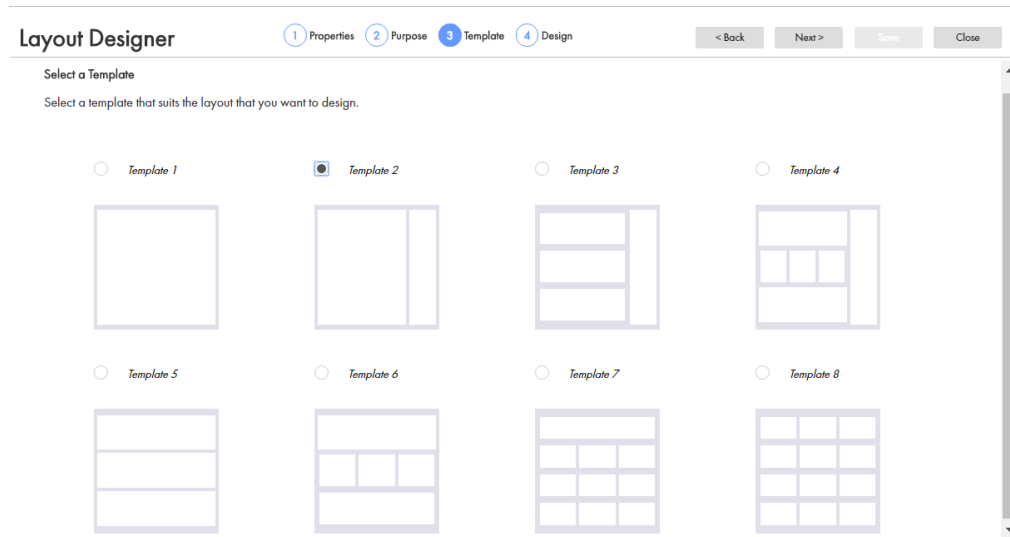 Layout Designer
1 Properties 2 Purpose 3 Template 4 Design
< Back Next > Save Close
Select a Template
Select a template that suits the layout that you want to design.
Template 1 Template 2 Template 3 Template 4
Template 5 Template 6 Template 7 Template 8